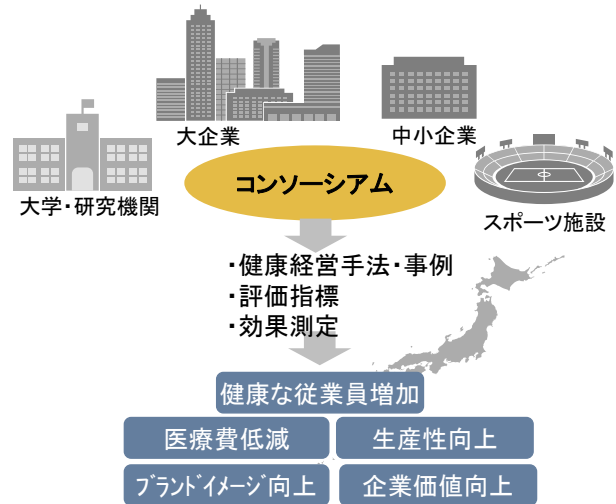 大企業
中小企業
大学・研究機関
コンソーシアム
スポーツ施設
・健康経営手法・事例
・評価指標
・効果測定
健康な従業員増加
医療費低減
生産性向上
ブランドイメージ向上
企業価値向上